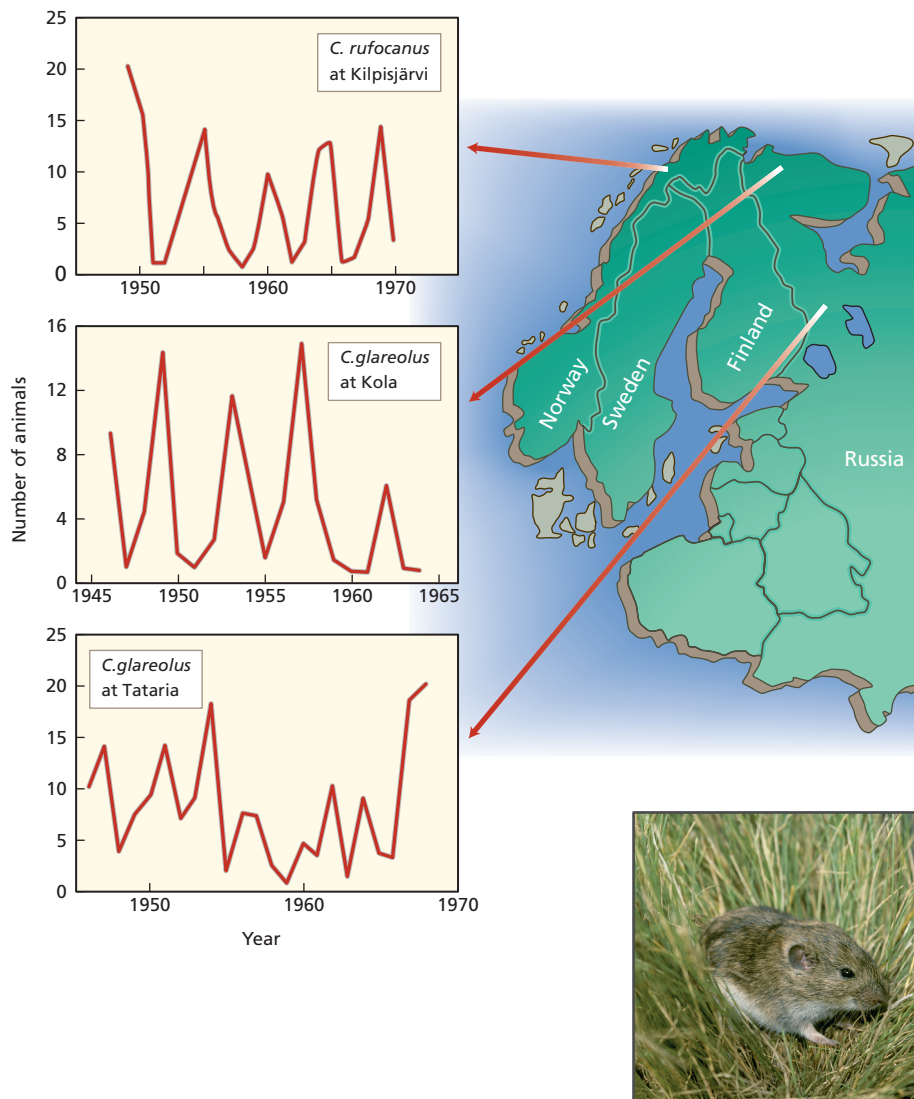 25
20
15
10
5
0
C. rufocanus
at Kilpisjärvi
1950
1960
1970
Number of animals
16
12
8
4
0
C.glareolus
at Kola
1945
1950
1955
1960
1965
25
20
15
10
5
0
C.glareolus
at Tataria
1950
1960
1970
Year
Norway
Sweden
Finland
Russia